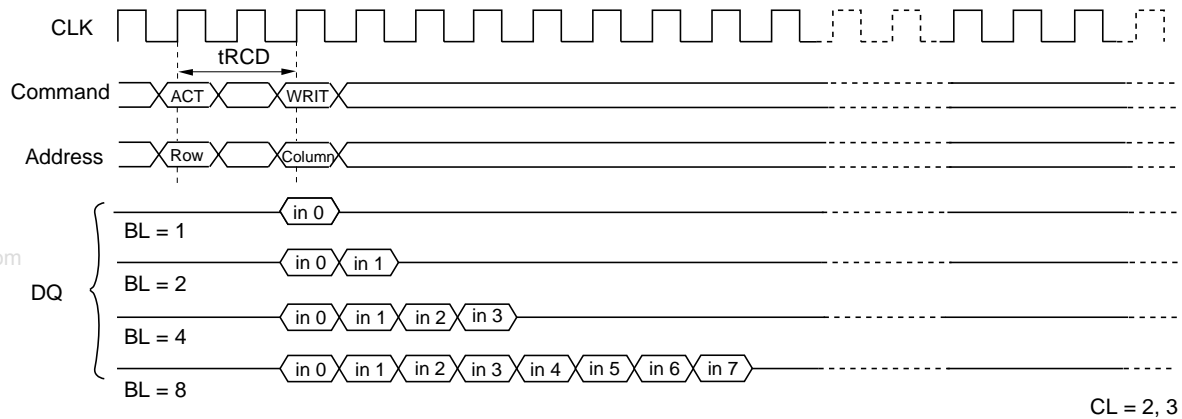 CLK
tRCD
Command ACT WRIT
Address Row Column
in 0
BL = 1
om
in 0 in 1
BL = 2
DQ
in 0 in 1 in 2 in 3
BL = 4
in 0 in 1 in 2 in 3 in 4 in 5 in 6 in 7
BL = 8
CL = 2, 3